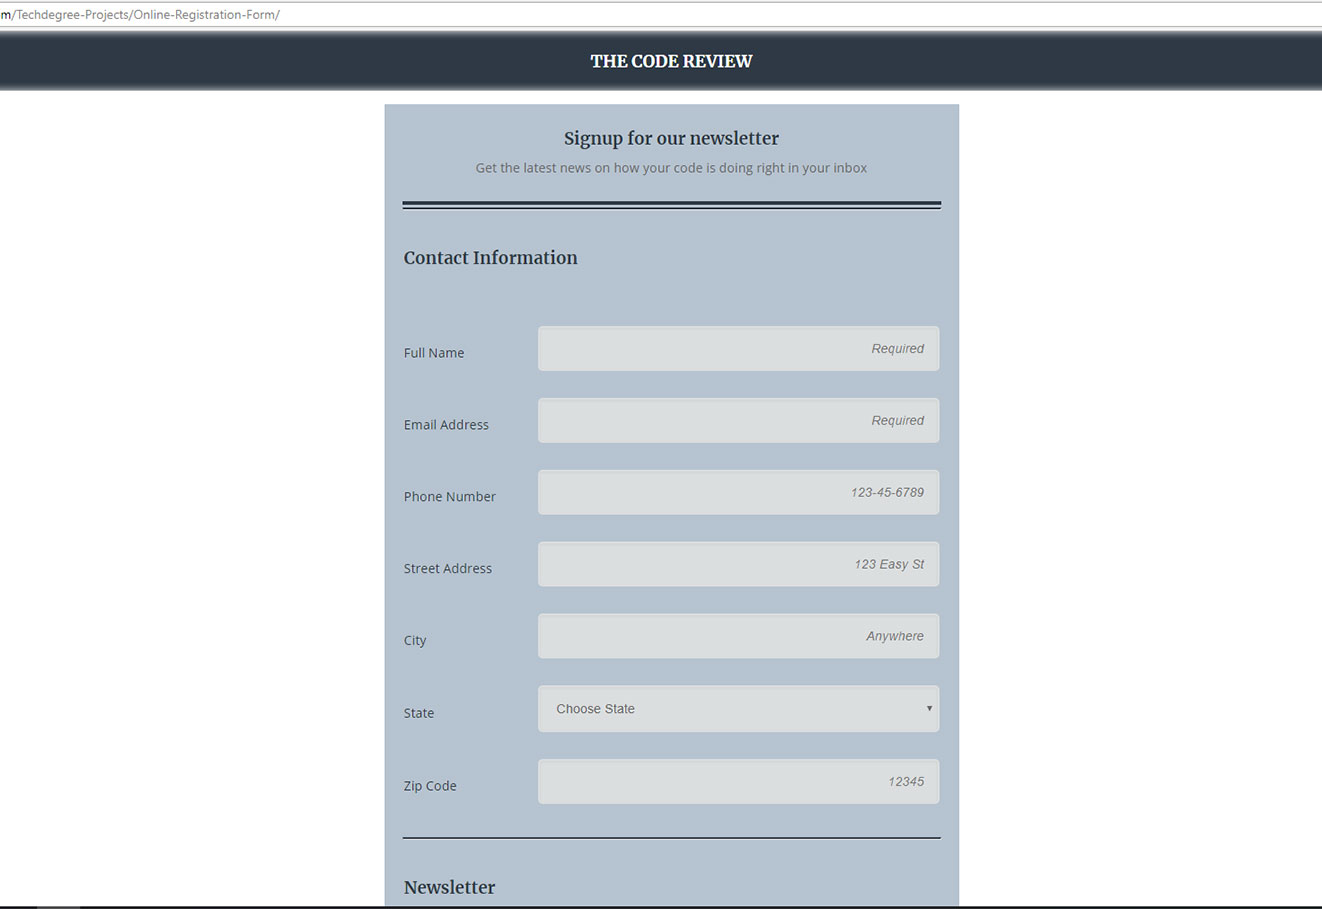 m/Techdegree-Projects/Online-Registration-Form/
THE CODE REVIEW
Signup for our newsletter
Get the latest news on how your code is doing right in your inbox
Contact Information
Full Name Required
Email Address Required
Phone Number 123-45-6789
Street Address 123 Easy St
City Anywhere
State Choose State
Zip Code 12345
Newsletter